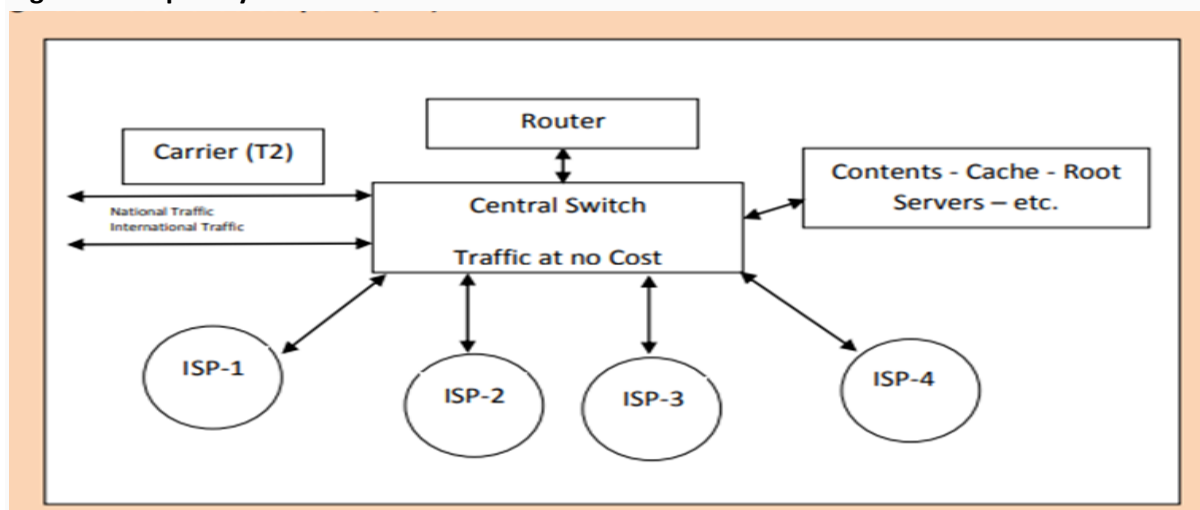 Router
Carrier (T2)
Contents - Cache - Root
Servers – etc.
Central Switch
National Traffic
International Traffic
Traffic at no Cost
ISP-1
ISP-2
ISP-3
ISP-4